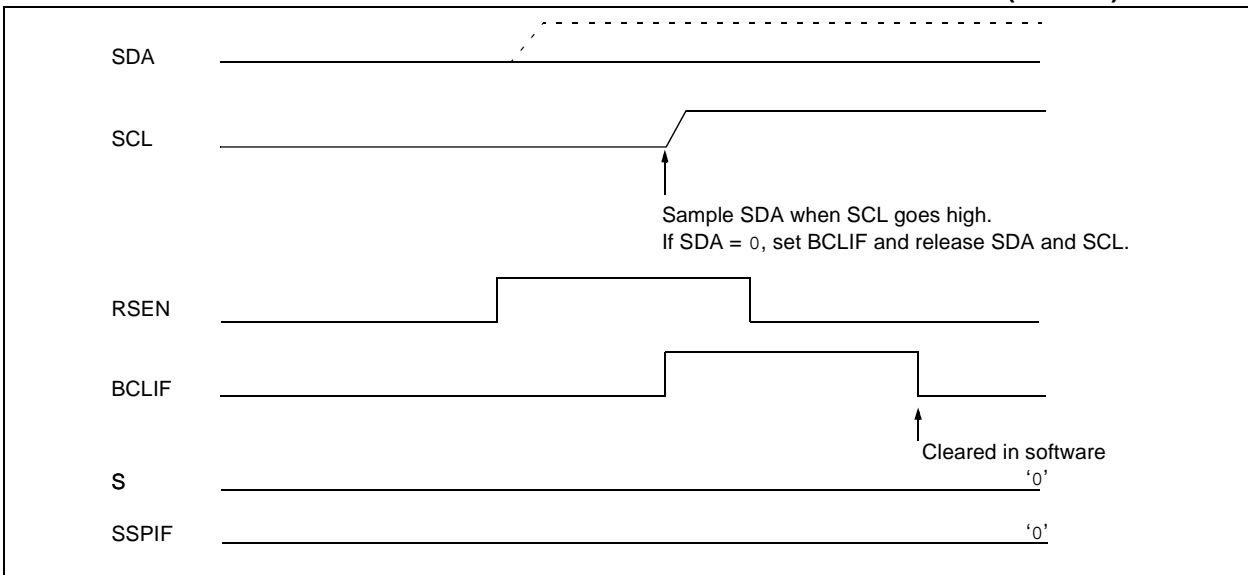 SDA
SCL
Sample SDA when SCL goes high.
If SDA = 0, set BCLIF and release SDA and SCL.
RSEN
BCLIF
Cleared in software
S
‘0’
SSPIF
‘0’